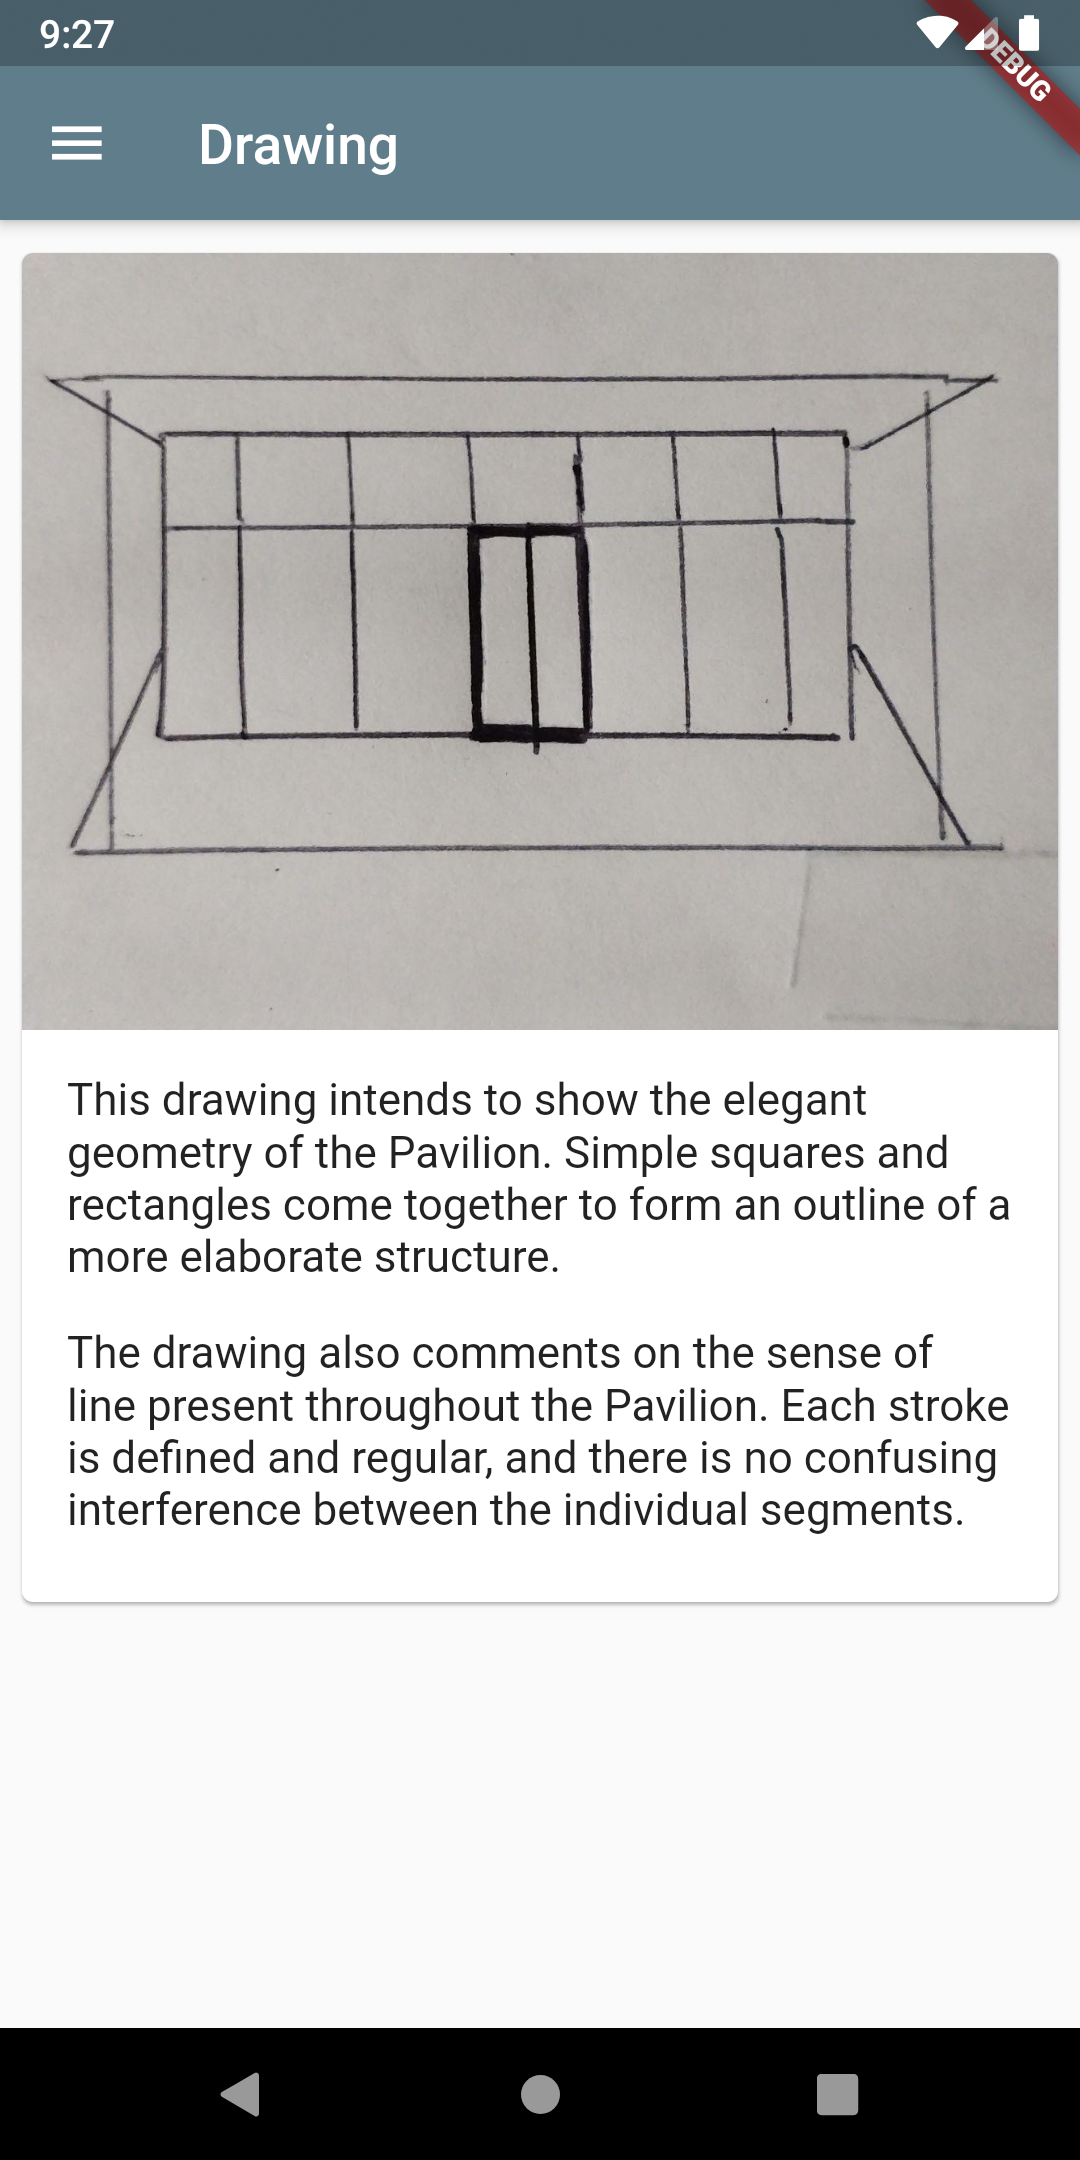 9:27
DEBUG
Drawing
This drawing intends to show the elegant
geometry of the Pavilion. Simple squares and
rectangles come together to form an outline of a
more elaborate structure.
The drawing also comments on the sense of
line present throughout the Pavilion. Each stroke
is defined and regular, and there is no confusing
interference between the individual segments.